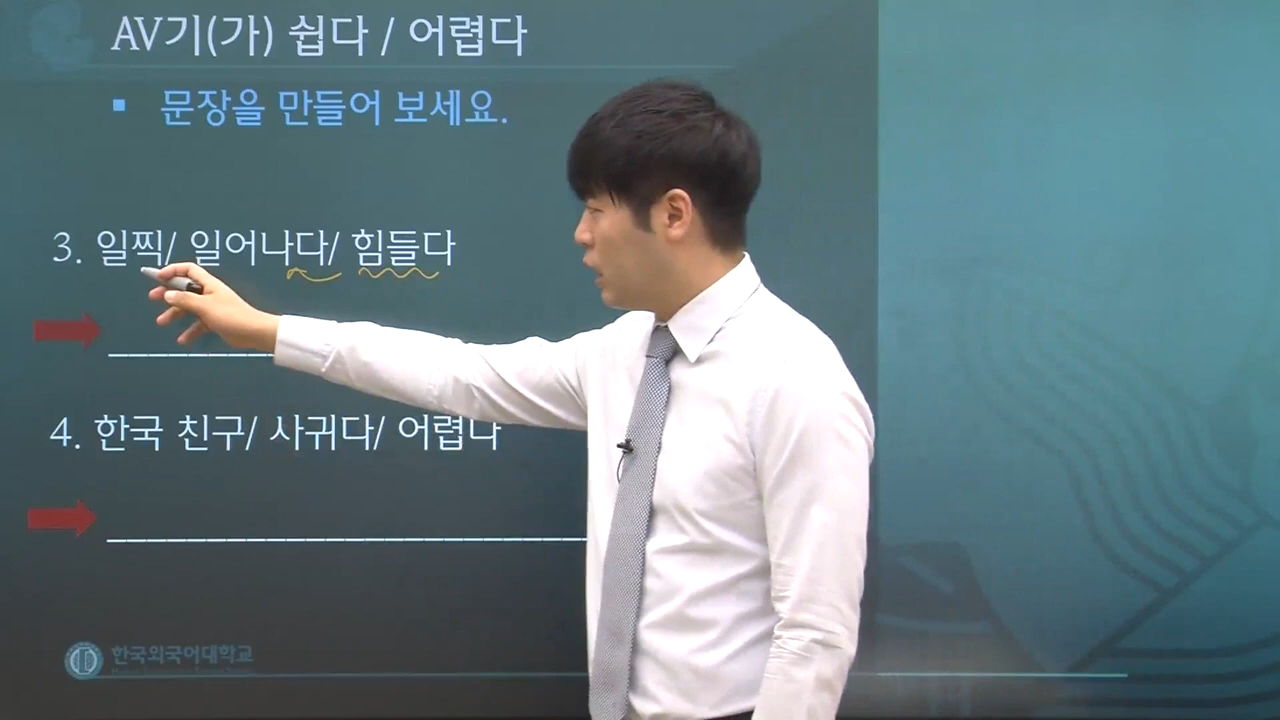 AV기(가) 쉽다 / 어렵다
▪ 문장을 만들어 보세요.
3. 일찍/ 일어나다/ 힘들다
4. 한국 친구/ 사귀다/ 어렵다
한국외국어대학교